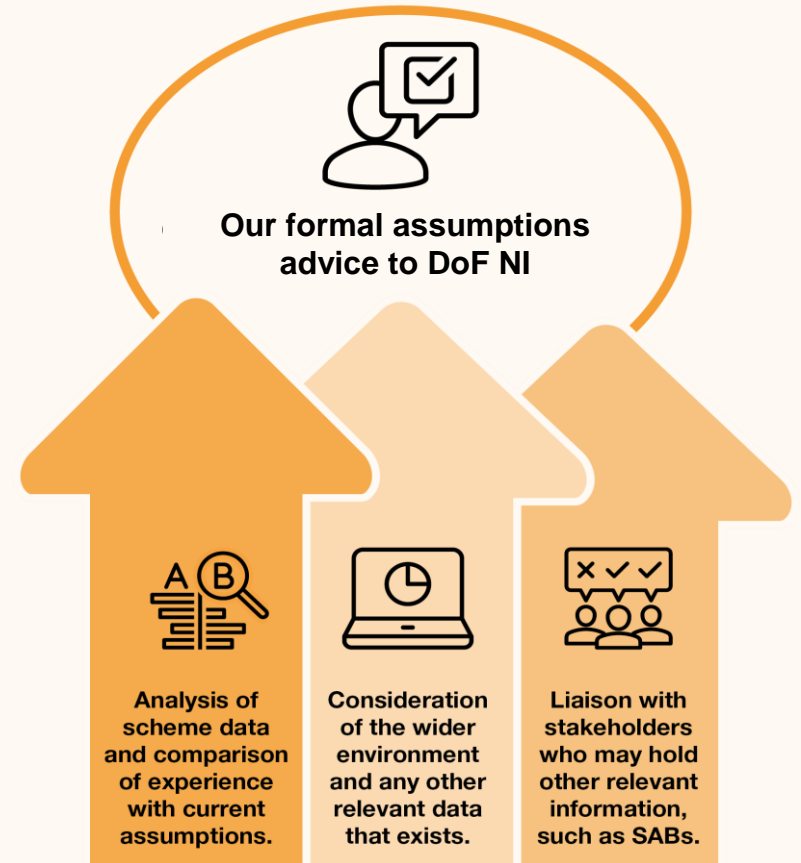 Our formal assumptions
advice to DoF NI
A B
Analysis of
scheme data
and comparison
of experience
with current
assumptions.
Consideration
of the wider
environment
and any other
relevant data
that exists.
Liaison with
stakeholders
who may hold
other relevant
information,
such as SABs.